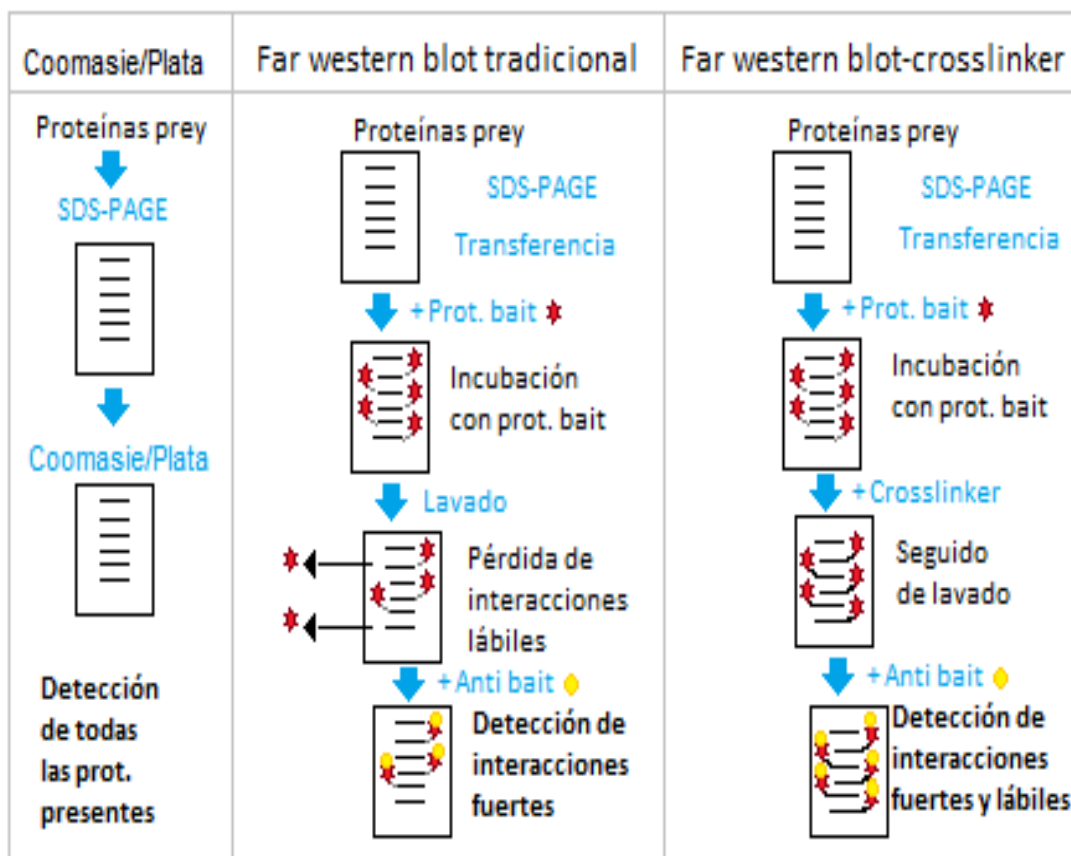 Coomasie/Plata
Proteínas prey
SDS-PAGE
Coomasie/Plata
Detección
de todas
las prot.
presentes
Far western blot tradicional
Proteínas prey
SDS-PAGE
Transferencia
+ Prot. bait
Incubación
con prot. bait
Lavado
Pérdida de
interacciones
lábiles
+ Anti bait
Detección de
interacciones
fuertes
Far western blot-crosslinker
Proteínas prey
SDS-PAGE
Transferencia
+ Prot. bait
Incubación
con prot. bait
+ Crosslinker
Seguido
de lavado
+ Anti bait
Detección de
interacciones
fuertes y lábiles